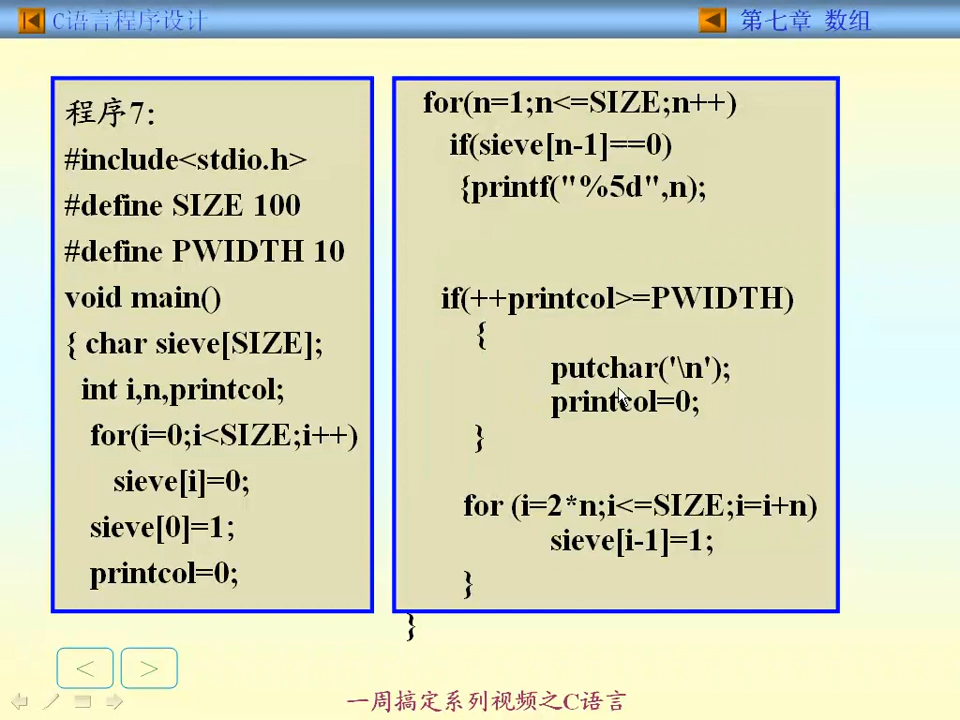 C语言程序设计
第七章 数组
程序7:
#include<stdio.h>
#define SIZE 100
#define PWIDTH 10
void main()
{ char sieve[SIZE];
int i,n,printcol;
for(i=0;i<SIZE;i++)
sieve[i]=0;
sieve[0]=1;
printcol=0;
for(n=1;n<=SIZE;n++)
if(sieve[n-1]==0)
{printf("%5d",n);
if(++printcol>=PWIDTH)
{
putchar('\n');
printcol=0;
}
for (i=2*n;i<=SIZE;i=i+n)
sieve[i-1]=1;
}
}
< >
一周搞定系列视频之C语言